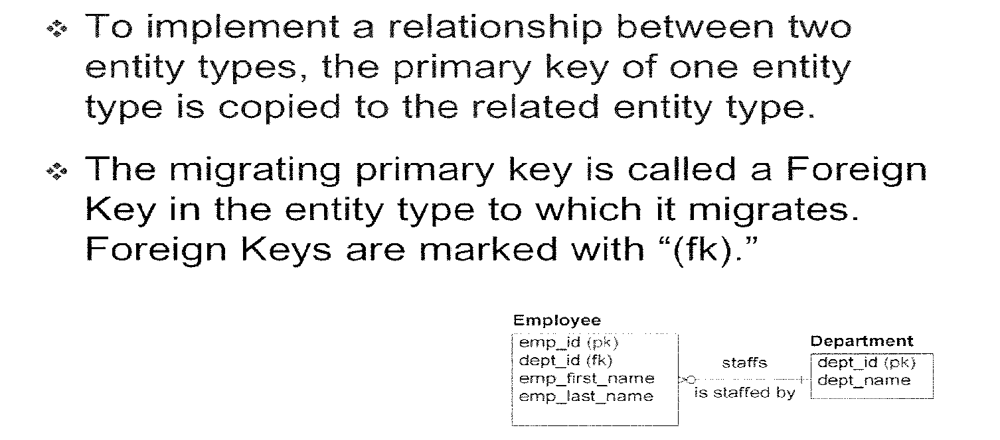 ❖ To implement a relationship between two
entity types, the primary key of one entity
type is copied to the related entity type.
❖ The migrating primary key is called a Foreign
Key in the entity type to which it migrates.
Foreign Keys are marked with “(fk).”
Employee
emp_id (pk)
dept_id (fk)
emp_first_name
emp_last_name
staffs
is staffed by
Department
dept_id (pk)
dept_name